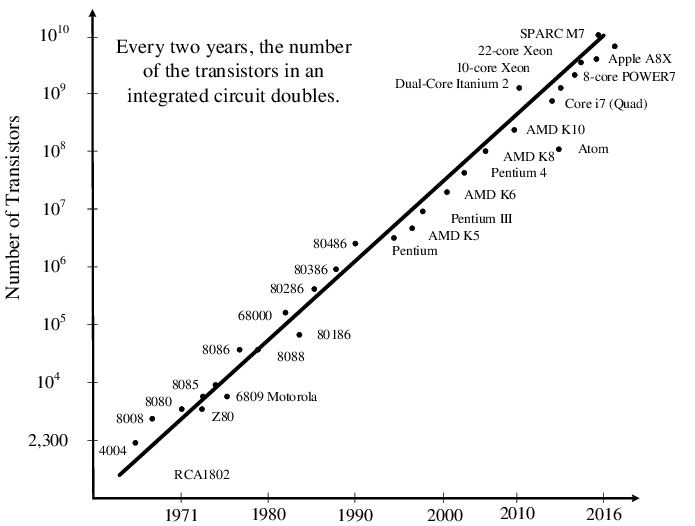 Every two years, the number
of the transistors in an
integrated circuit doubles.
Number of Transistors
10^10
10^9
10^8
10^7
10^6
10^5
10^4
2,300
SPARC M7
22-core Xeon
Apple A8X
10-core Xeon
8-core POWER7
Dual-Core Itanium 2
Core i7 (Quad)
AMD K10
Atom
AMD K8
Pentium 4
AMD K6
Pentium III
AMD K5
80486
Pentium
80386
80286
68000
80186
8086
8088
8085
6809 Motorola
8080
Z80
8008
4004
RCA1802
1971
1980
1990
2000
2010
2016